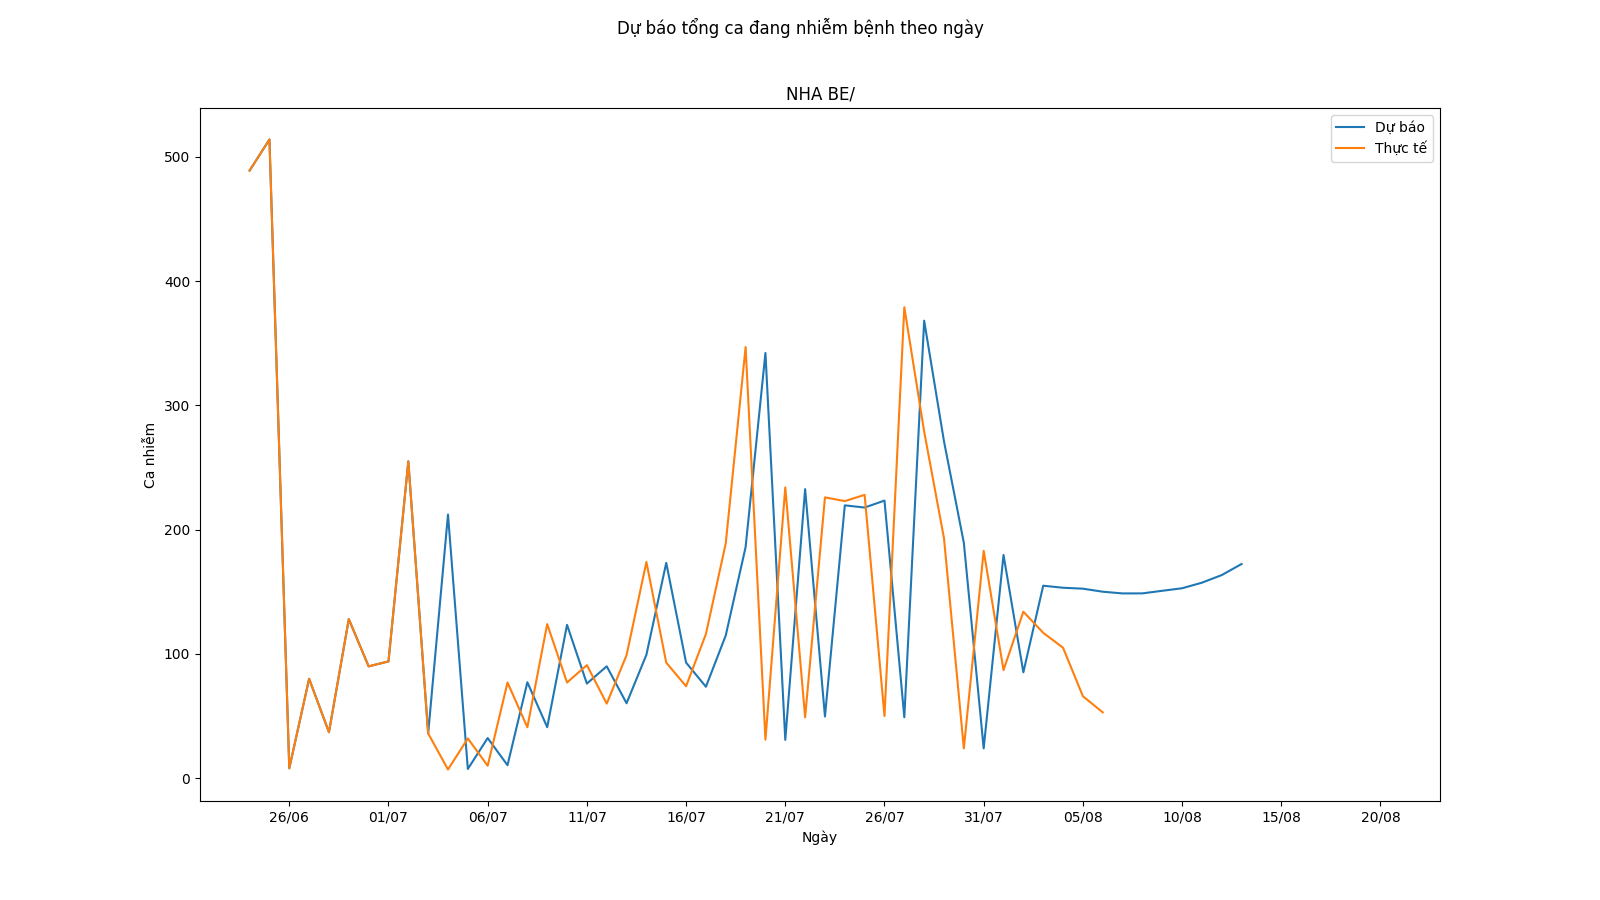 Dự báo tổng ca đang nhiễm bệnh theo ngày
NHA BE/
Dự báo
Thực tế
500
400
300
200
100
0
Ca nhiễm
26/06 01/07 06/07 11/07 16/07 21/07 26/07 31/07 05/08 10/08 15/08 20/08
Ngày